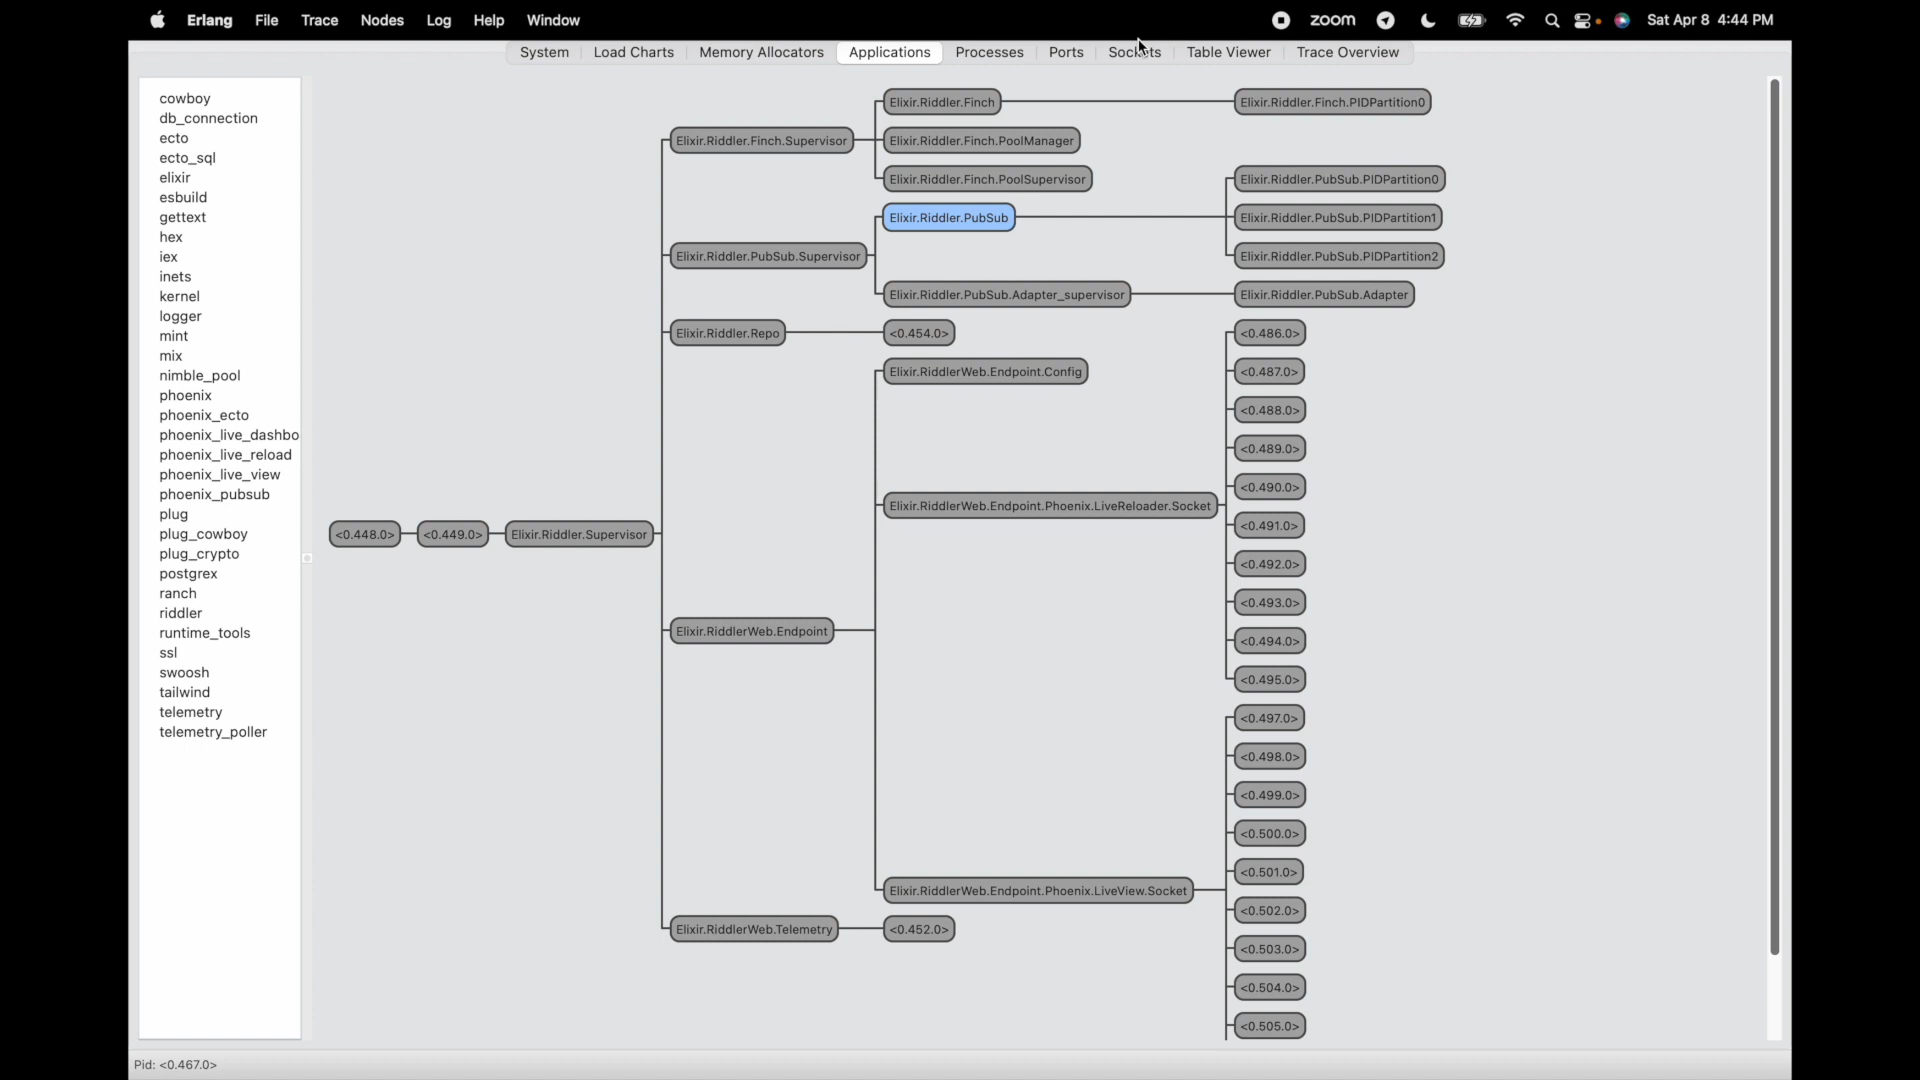 Erlang File Trace Nodes Log Help Window zoom Sat Apr 8 4:44 PM
System Load Charts Memory Allocators Applications Processes Ports Sockets Table Viewer Trace Overview
cowboy
db_connection
ecto
ecto_sql
elixir
esbuild
gettext
hex
iex
inets
kernel
logger
mint
mix
nimble_pool
phoenix
phoenix_ecto
phoenix_live_dashbo
phoenix_live_reload
phoenix_live_view
phoenix_pubsub
plug
plug_cowboy
plug_crypto
postgrex
ranch
riddler
runtime_tools
ssl
swoosh
tailwind
telemetry
telemetry_poller
<0.448.0>
<0.449.0>
Elixir.Riddler.Supervisor
Elixir.Riddler.Finch.Supervisor
Elixir.Riddler.PubSub.Supervisor
Elixir.Riddler.Repo
Elixir.RiddlerWeb.Endpoint
Elixir.RiddlerWeb.Telemetry
Elixir.Riddler.Finch
Elixir.Riddler.Finch.PoolManager
Elixir.Riddler.Finch.PoolSupervisor
Elixir.Riddler.PubSub
Elixir.Riddler.PubSub.Adapter_supervisor
<0.454.0>
Elixir.RiddlerWeb.Endpoint.Config
Elixir.RiddlerWeb.Endpoint.Phoenix.LiveReloader.Socket
Elixir.RiddlerWeb.Endpoint.Phoenix.LiveView.Socket
<0.452.0>
Elixir.Riddler.Finch.PIDPartition0
Elixir.Riddler.PubSub.PIDPartition0
Elixir.Riddler.PubSub.PIDPartition1
Elixir.Riddler.PubSub.PIDPartition2
Elixir.Riddler.PubSub.Adapter
<0.486.0>
<0.487.0>
<0.488.0>
<0.489.0>
<0.490.0>
<0.491.0>
<0.492.0>
<0.493.0>
<0.494.0>
<0.495.0>
<0.497.0>
<0.498.0>
<0.499.0>
<0.500.0>
<0.501.0>
<0.502.0>
<0.503.0>
<0.504.0>
<0.505.0>
Pid: <0.467.0>